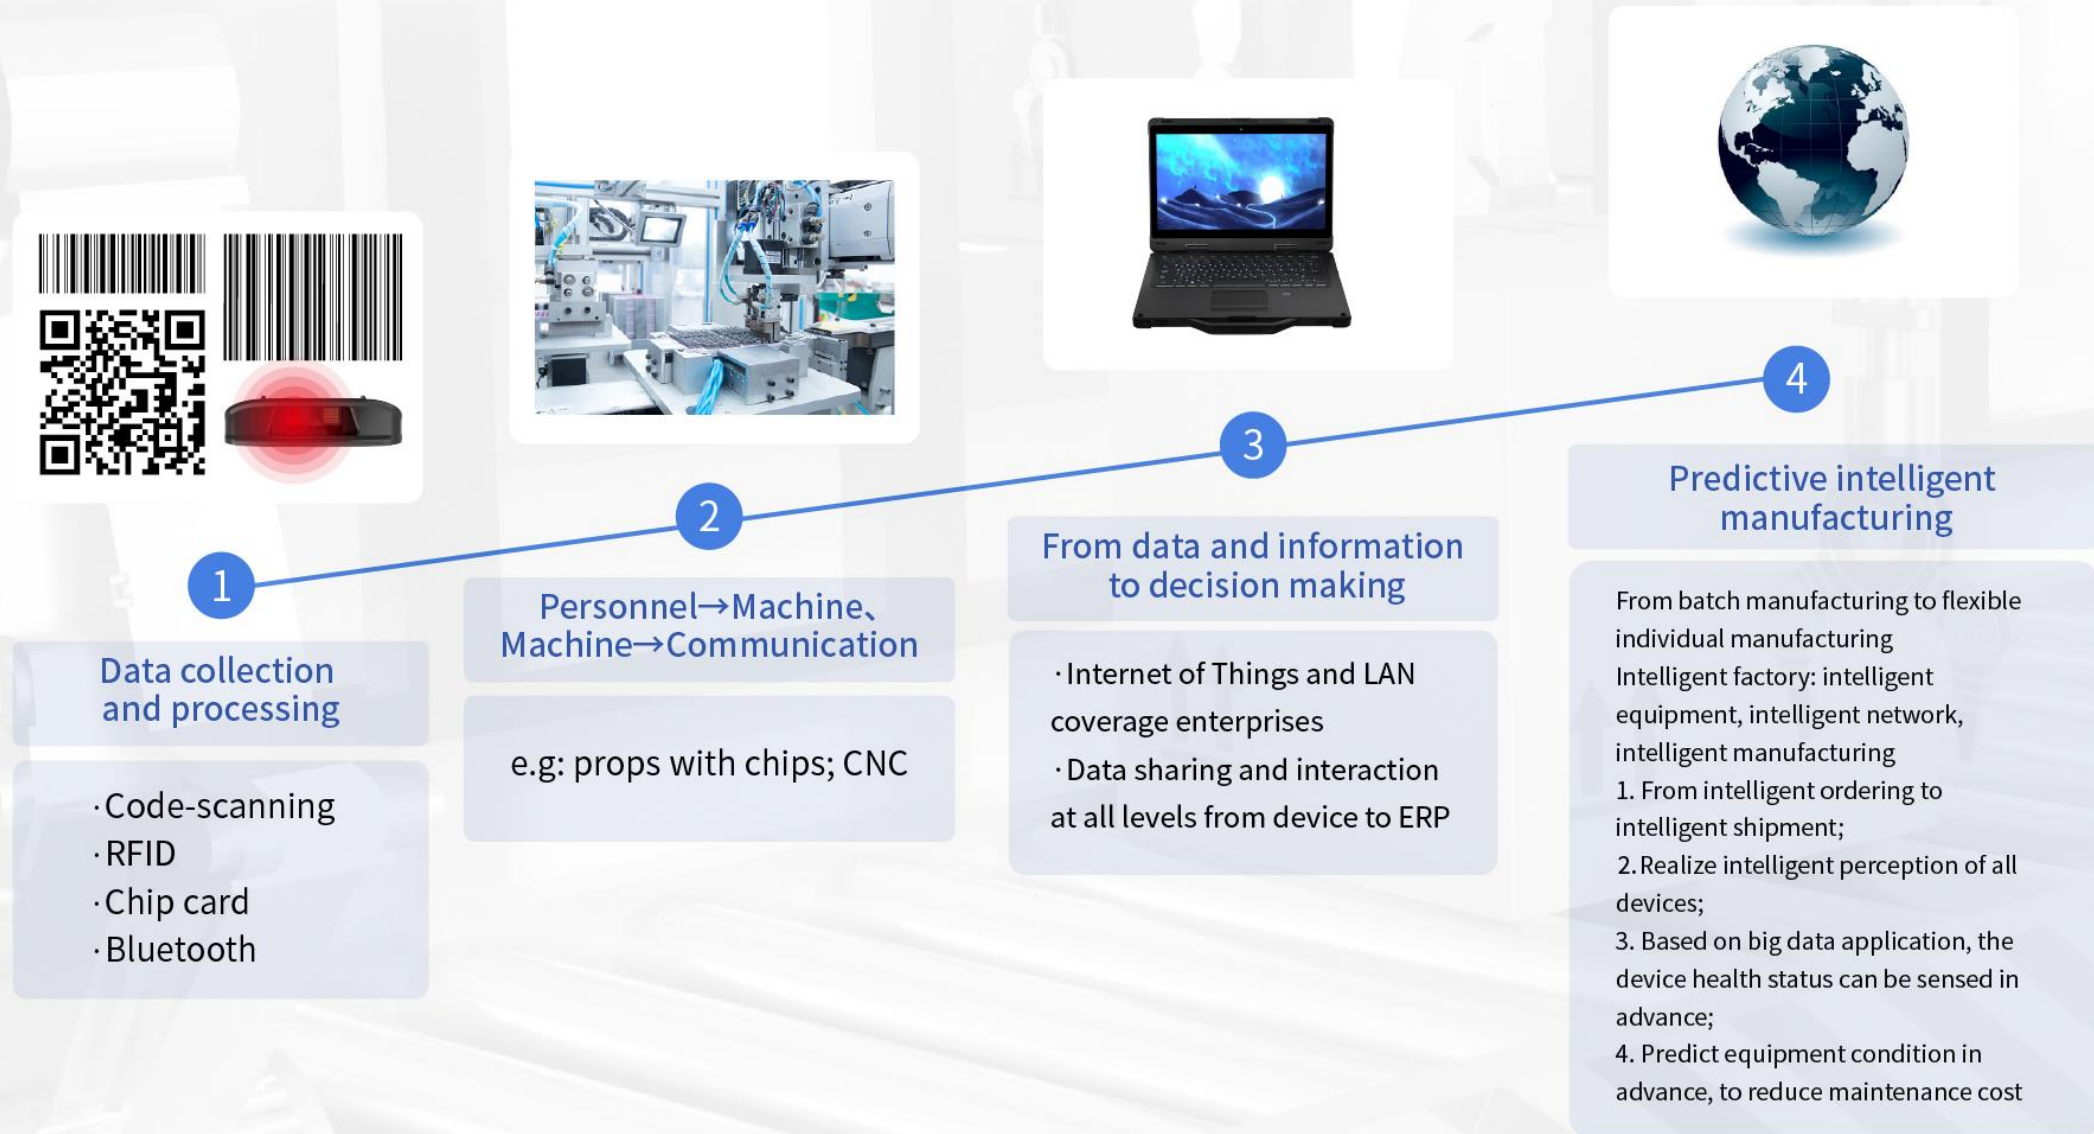 1
Data collection
and processing
·Code-scanning
·RFID
·Chip card
·Bluetooth
2
Personnel→Machine、
Machine→Communication
e.g: props with chips; CNC
3
From data and information
to decision making
·Internet of Things and LAN
coverage enterprises
·Data sharing and interaction
at all levels from device to ERP
4
Predictive intelligent
manufacturing
From batch manufacturing to flexible
individual manufacturing
Intelligent factory: intelligent
equipment, intelligent network,
intelligent manufacturing
1. From intelligent ordering to
intelligent shipment;
2.Realize intelligent perception of all
devices;
3. Based on big data application, the
device health status can be sensed in
advance;
4. Predict equipment condition in
advance, to reduce maintenance cost